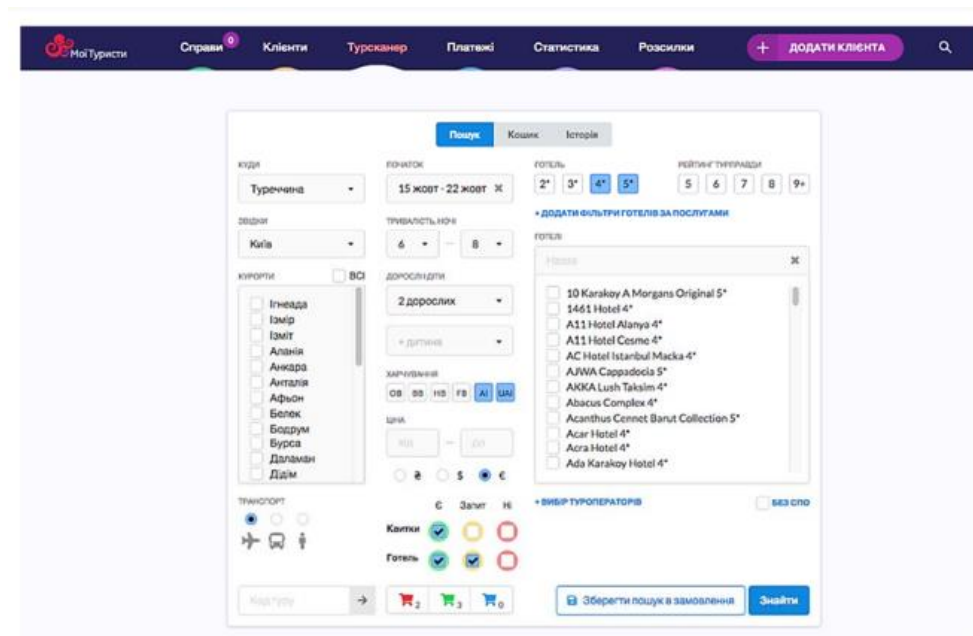 МоїТуристи
Справи 0 Клієнти Турсканер Платежі Статистика Розсилки + ДОДАТИ КЛІЄНТА
Пошук Кошик Історія
КУДИ ПОЧАТОК ГОТЕЛЬ РЕЙТИНГ ТУРПРАВДИ
Туреччина 15 жовт - 22 жовт 2* 3* 4* 5* 5 6 7 8 9+
+ ДОДАТИ ФІЛЬТРИ ГОТЕЛІВ ЗА ПОСЛУГАМИ
ЗВІДКИ ТРИВАЛІСТЬ, НОЧІ
ГОТЕЛІ
Київ 6 – 8
Назва
КУРОРТИ ВСІ ДОРОСЛІ/ДІТИ
2 дорослих
+ дитина
Ігнеада
Ізмір
Ізміт
Аланія
Анкара
Анталія
Афьон
Белек
Бодрум
Бурса
Даламан
Дідім
ХАРЧУВАННЯ
OB BB HB FB AI UAI
ЦІНА
від – до
₴ $ €
10 Karakoy A Morgans Original 5*
1461 Hotel 4*
A11 Hotel Alanya 4*
A11 Hotel Cesme 4*
AC Hotel Istanbul Macka 4*
AJWA Cappadocia 5*
AKKA Lush Taksim 4*
Abacus Complex 4*
Acanthus Cennet Barut Collection 5*
Acar Hotel 4*
Acra Hotel 4*
Ada Karakoy Hotel 4*
ТРАНСПОРТ
Є Запит Ні
Квитки
Готель
+ ВИБІР ТУРОПЕРАТОРІВ БЕЗ СПО
Код туру → 2 3 0 Зберегти пошук в замовлення Знайти